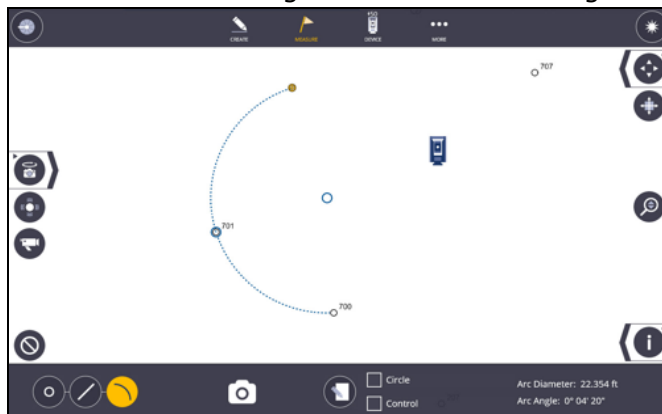 +50
CREATE
MEASURE
DEVICE
MORE
707
701
700
i
Circle
Control
Arc Diameter: 22.354 ft
Arc Angle: 0° 04' 20"